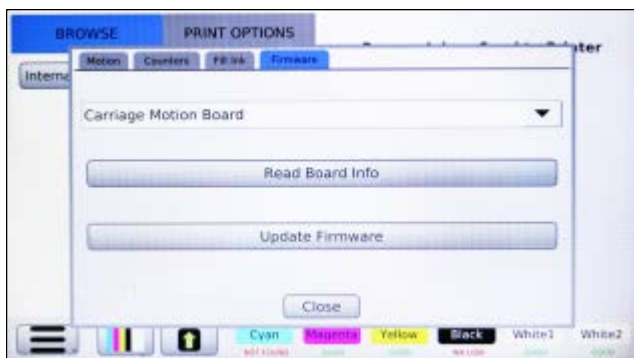 BROWSE PRINT OPTIONS
Interna
Motion Counters Fill Ink Firmware
Carriage Motion Board
Read Board Info
Update Firmware
Close
Cyan Magenta Yellow Black White1 White2
NOT FOUND INK LOW